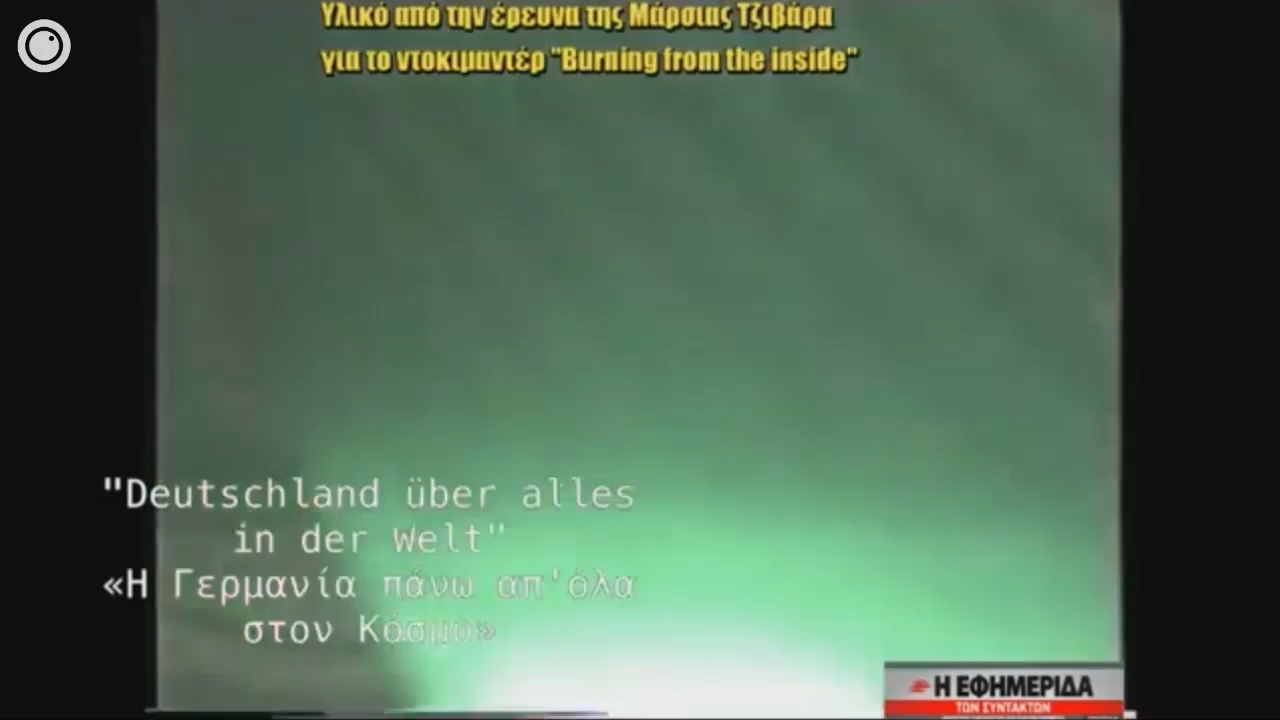 Υλικό από την έρευνα της Μάρσιας Τζιβάρα
για το ντοκιμαντέρ "Burning from the inside"
"Deutschland über alles
in der Welt"
«Η Γερμανία πάνω απ'όλα
στον Κόσμο»
Η ΕΦΗΜΕΡΙΔΑ
ΤΩΝ ΣΥΝΤΑΚΤΩΝ